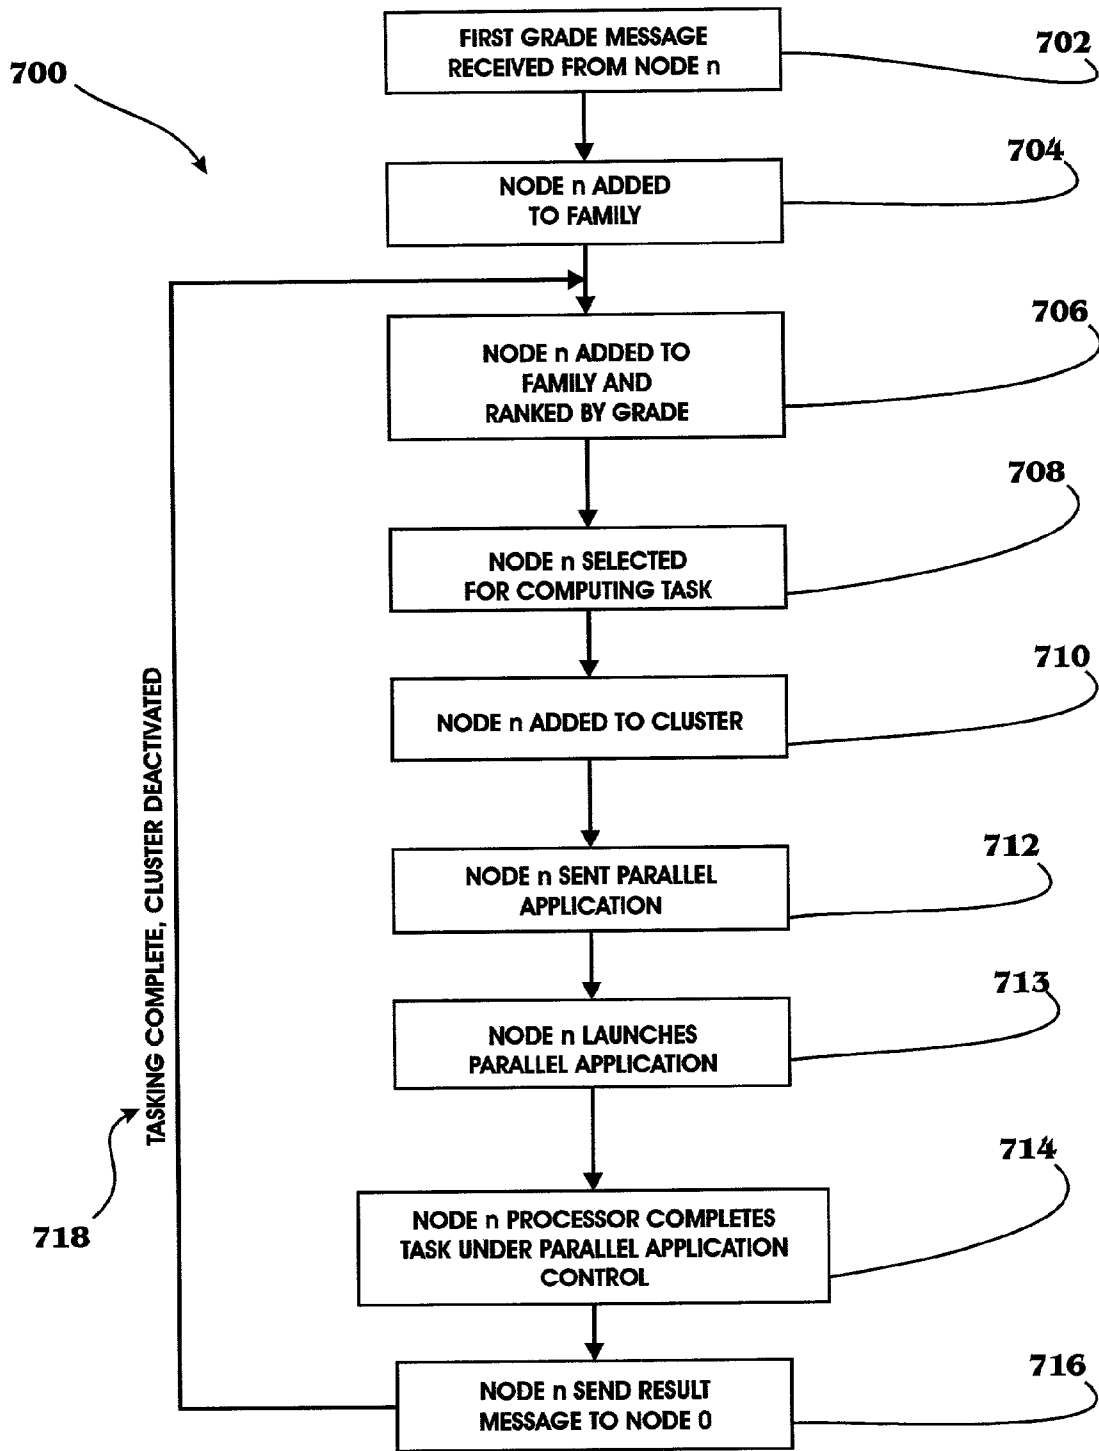 FIRST GRADE MESSAGE
RECEIVED FROM NODE n
702
700
NODE n ADDED
TO FAMILY
704
NODE n ADDED TO
FAMILY AND
RANKED BY GRADE
706
NODE n SELECTED
FOR COMPUTING TASK
708
NODE n ADDED TO CLUSTER
710
NODE n SENT PARALLEL
APPLICATION
712
NODE n LAUNCHES
PARALLEL APPLICATION
713
NODE n PROCESSOR COMPLETES
TASK UNDER PARALLEL APPLICATION
CONTROL
714
NODE n SEND RESULT
MESSAGE TO NODE 0
716
TASKING COMPLETE, CLUSTER DEACTIVATED
718